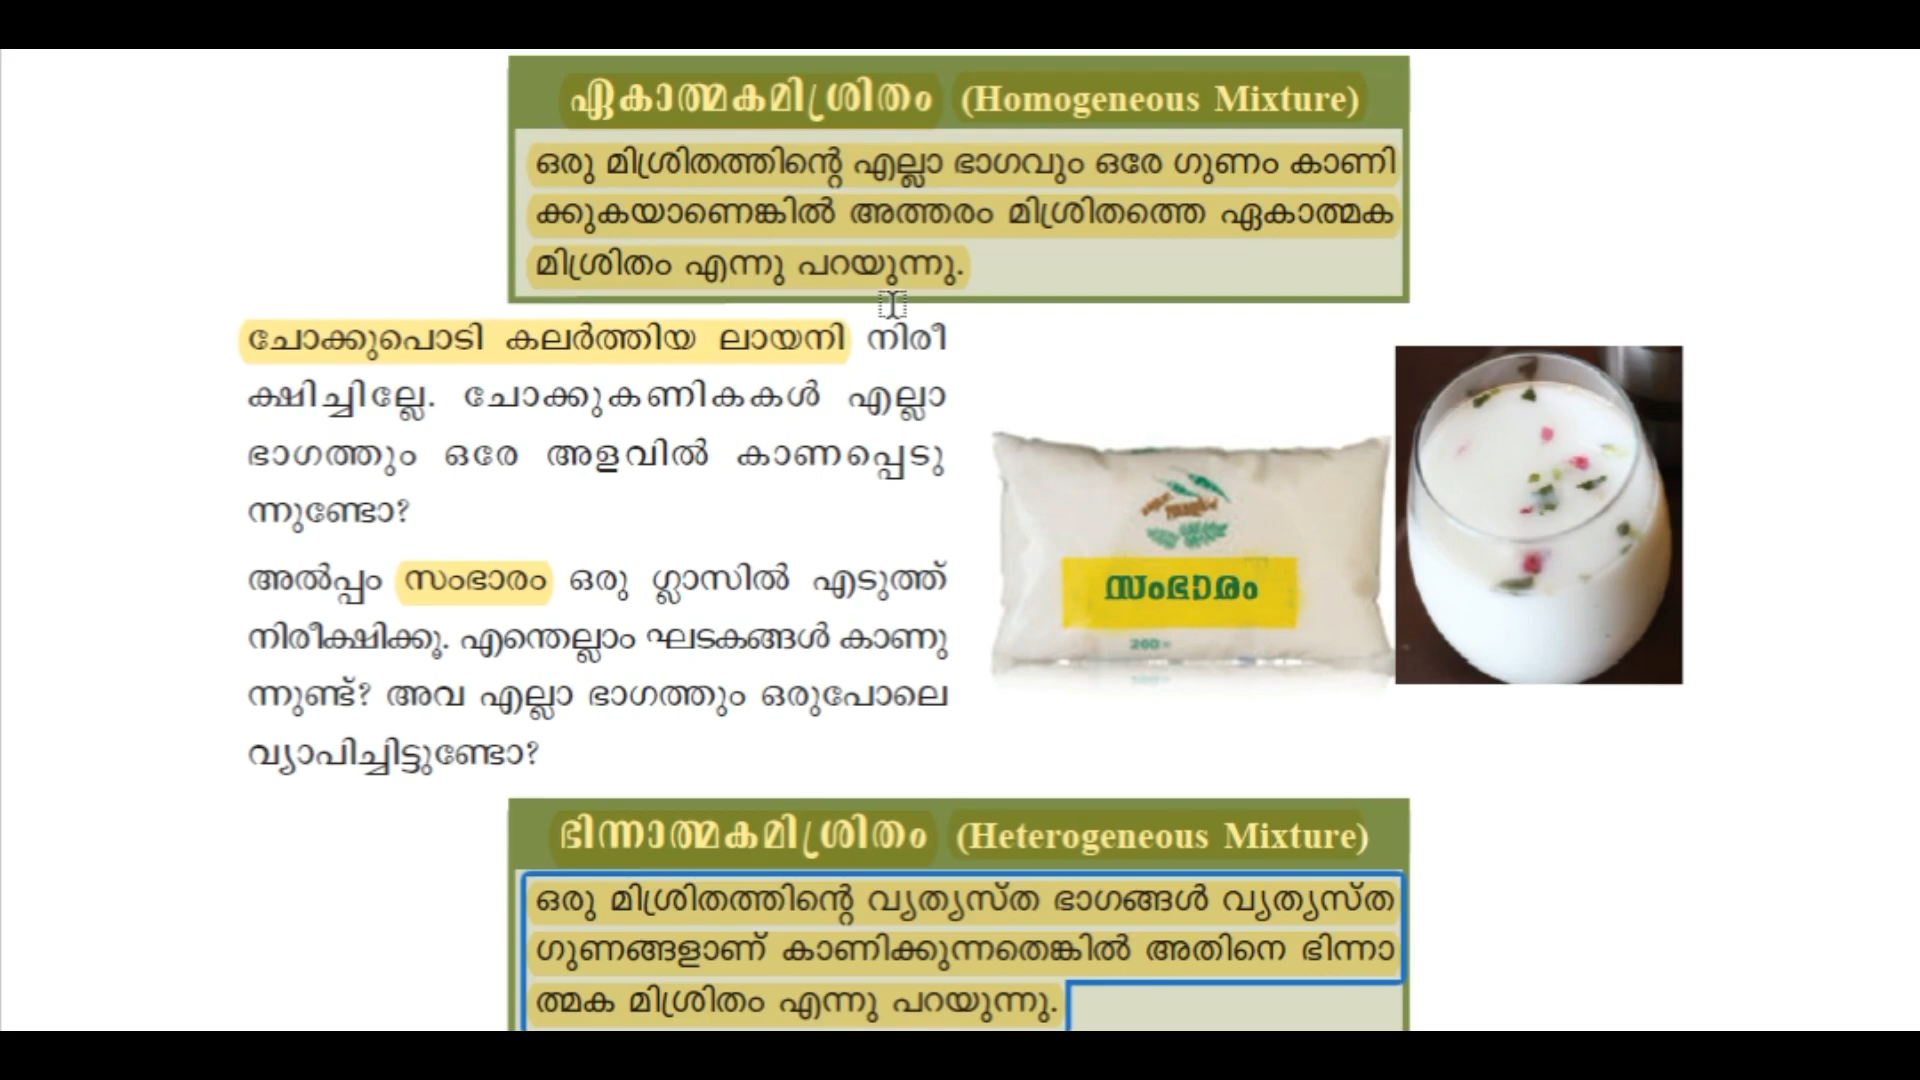 ഏകാത്മകമിശ്രിതം (Homogeneous Mixture)
ഒരു മിശ്രിതത്തിന്റെ എല്ലാ ഭാഗവും ഒരേ ഗുണം കാണി
ക്കുകയാണെങ്കിൽ അത്തരം മിശ്രിതത്തെ ഏകാത്മക
മിശ്രിതം എന്നു പറയുന്നു.
ചോക്കുപൊടി കലർത്തിയ ലായനി നിരീ
ക്ഷിച്ചില്ലേ. ചോക്കുകണികകൾ എല്ലാ
ഭാഗത്തും ഒരേ അളവിൽ കാണപ്പെടു
ന്നുണ്ടോ?
അൽപ്പം സംഭാരം ഒരു ഗ്ലാസിൽ എടുത്ത്
നിരീക്ഷിക്കൂ. എന്തെല്ലാം ഘടകങ്ങൾ കാണു
ന്നുണ്ട്? അവ എല്ലാ ഭാഗത്തും ഒരുപോലെ
വ്യാപിച്ചിട്ടുണ്ടോ?
സംഭാരം
ഭിന്നാത്മകമിശ്രിതം (Heterogeneous Mixture)
ഒരു മിശ്രിതത്തിന്റെ വ്യത്യസ്ത ഭാഗങ്ങൾ വ്യത്യസ്ത
ഗുണങ്ങളാണ് കാണിക്കുന്നതെങ്കിൽ അതിനെ ഭിന്നാ
ത്മക മിശ്രിതം എന്നു പറയുന്നു.